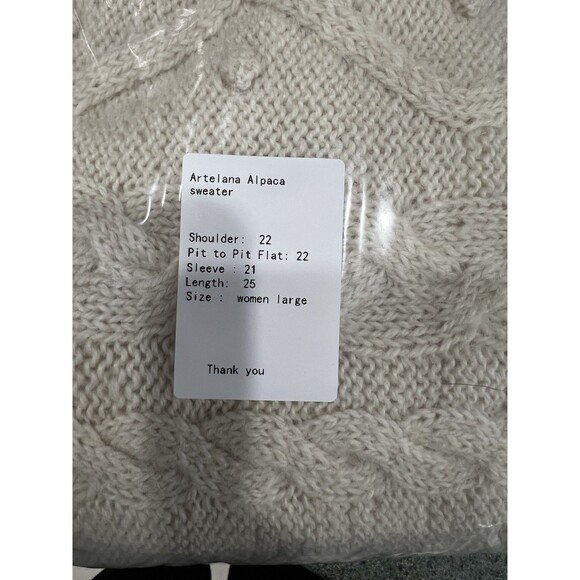 Artelana Alpaca
sweater
Shoulder: 22
Pit to Pit Flat: 22
Sleeve : 21
Length: 25
Size : women large
Thank you